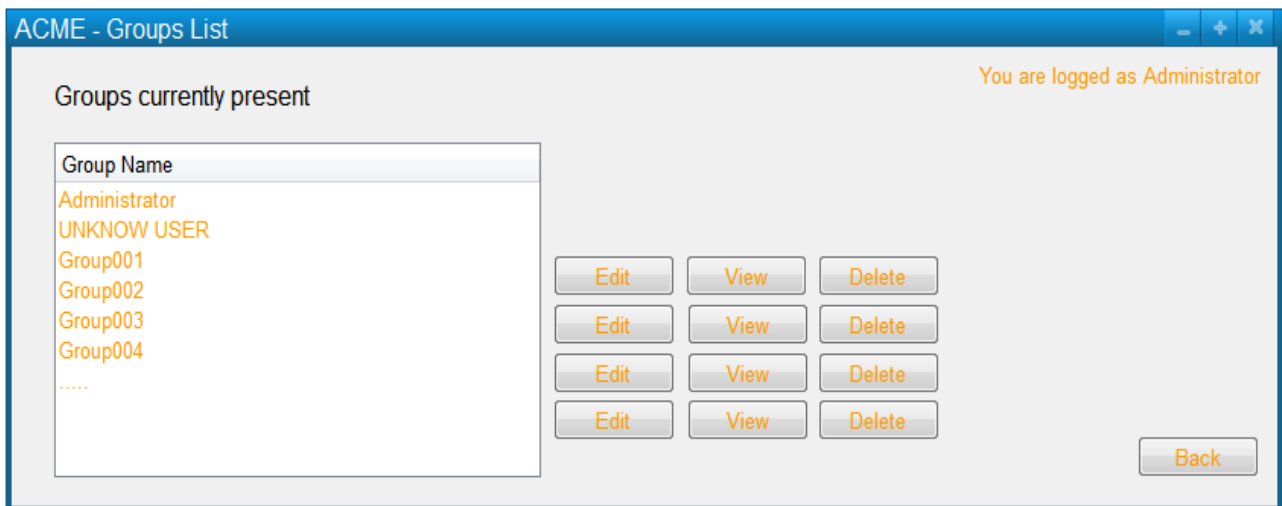 ACME - Groups List
You are logged as Administrator
Groups currently present
Group Name
Administrator
UNKNOW USER
Group001
Group002
Group003
Group004
.....
Edit View Delete
Edit View Delete
Edit View Delete
Edit View Delete
Back